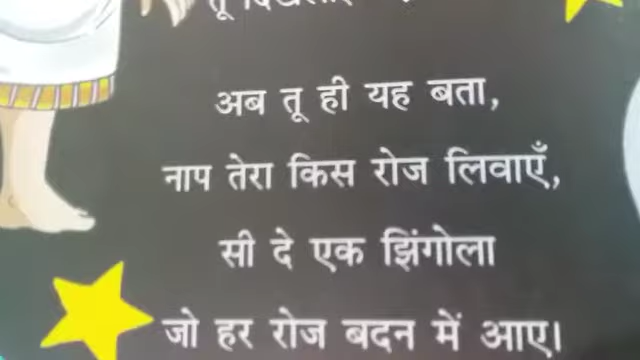 अब तू ही यह बता,
नाप तेरा किस रोज लिवाएँ,
सी दे एक झिंगोला
जो हर रोज बदन में आए।